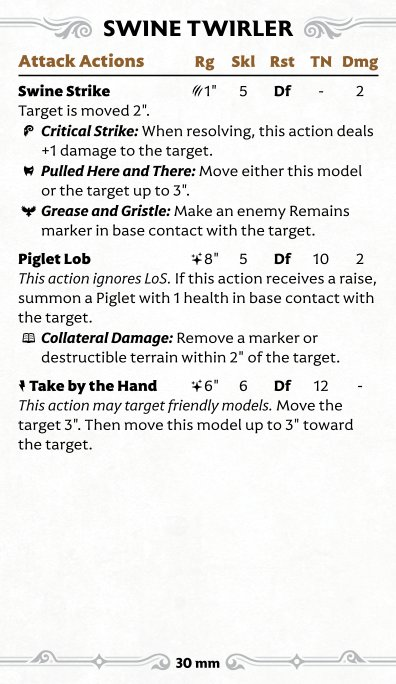 SWINE TWIRLER
Attack Actions Rg Skl Rst TN Dmg
Swine Strike 1" 5 Df - 2
Target is moved 2".
Critical Strike: When resolving, this action deals
+1 damage to the target.
Pulled Here and There: Move either this model
or the target up to 3".
Grease and Gristle: Make an enemy Remains
marker in base contact with the target.
Piglet Lob 8" 5 Df 10 2
This action ignores LoS. If this action receives a raise,
summon a Piglet with 1 health in base contact with
the target.
Collateral Damage: Remove a marker or
destructible terrain within 2" of the target.
Take by the Hand 6" 6 Df 12 -
This action may target friendly models. Move the
target 3". Then move this model up to 3" toward
the target.
30 mm